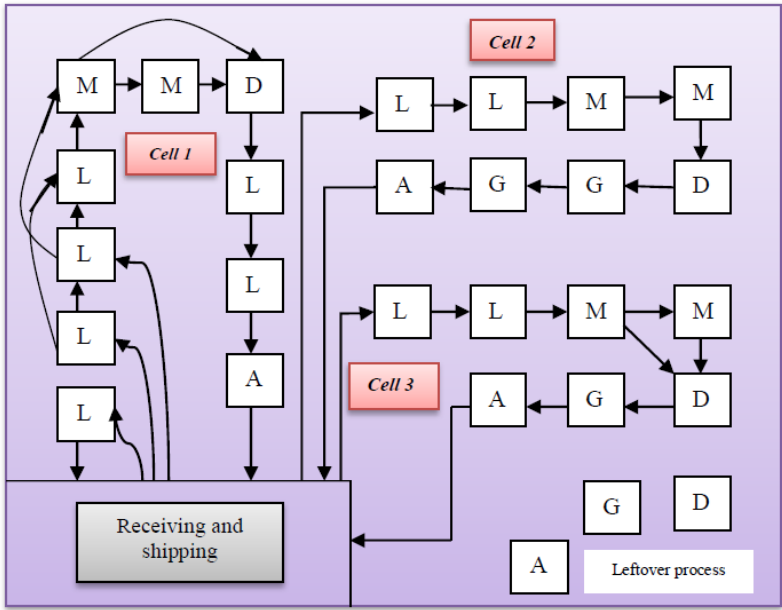 Cell 2
M M D
L L M M
Cell 1
L L
A G G D
L L
L L M M
L A
Cell 3
A G D
L
G D
Receiving and
shipping
A Leftover process